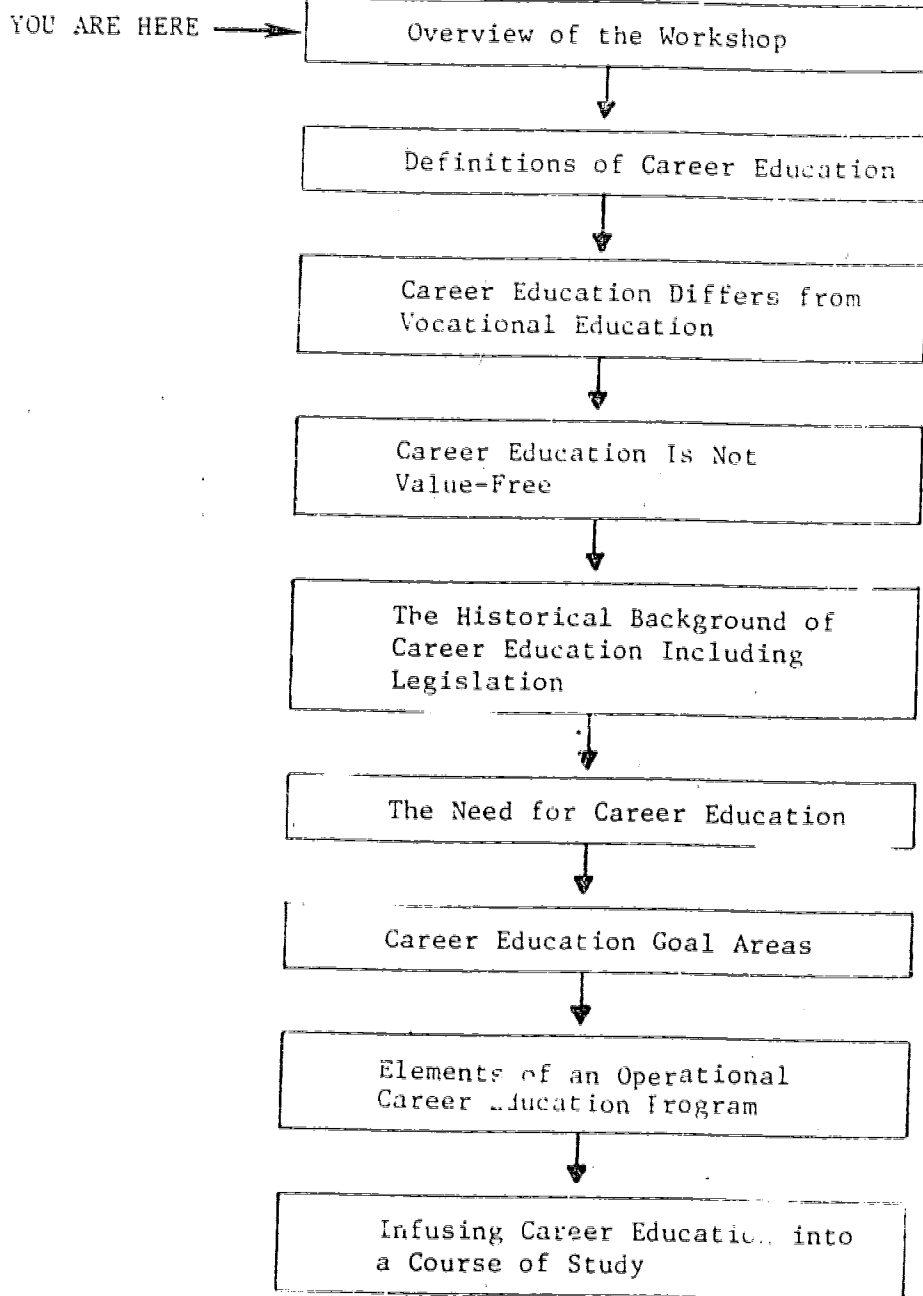 YOU ARE HERE
Overview of the Workshop
Definitions of Career Education
Career Education Differs from
Vocational Education
Career Education Is Not
Value-Free
The Historical Background of
Career Education Including
Legislation
The Need for Career Education
Career Education Goal Areas
Elements of an Operational
Career Education Program
Infusing Career Education into
a Course of Study